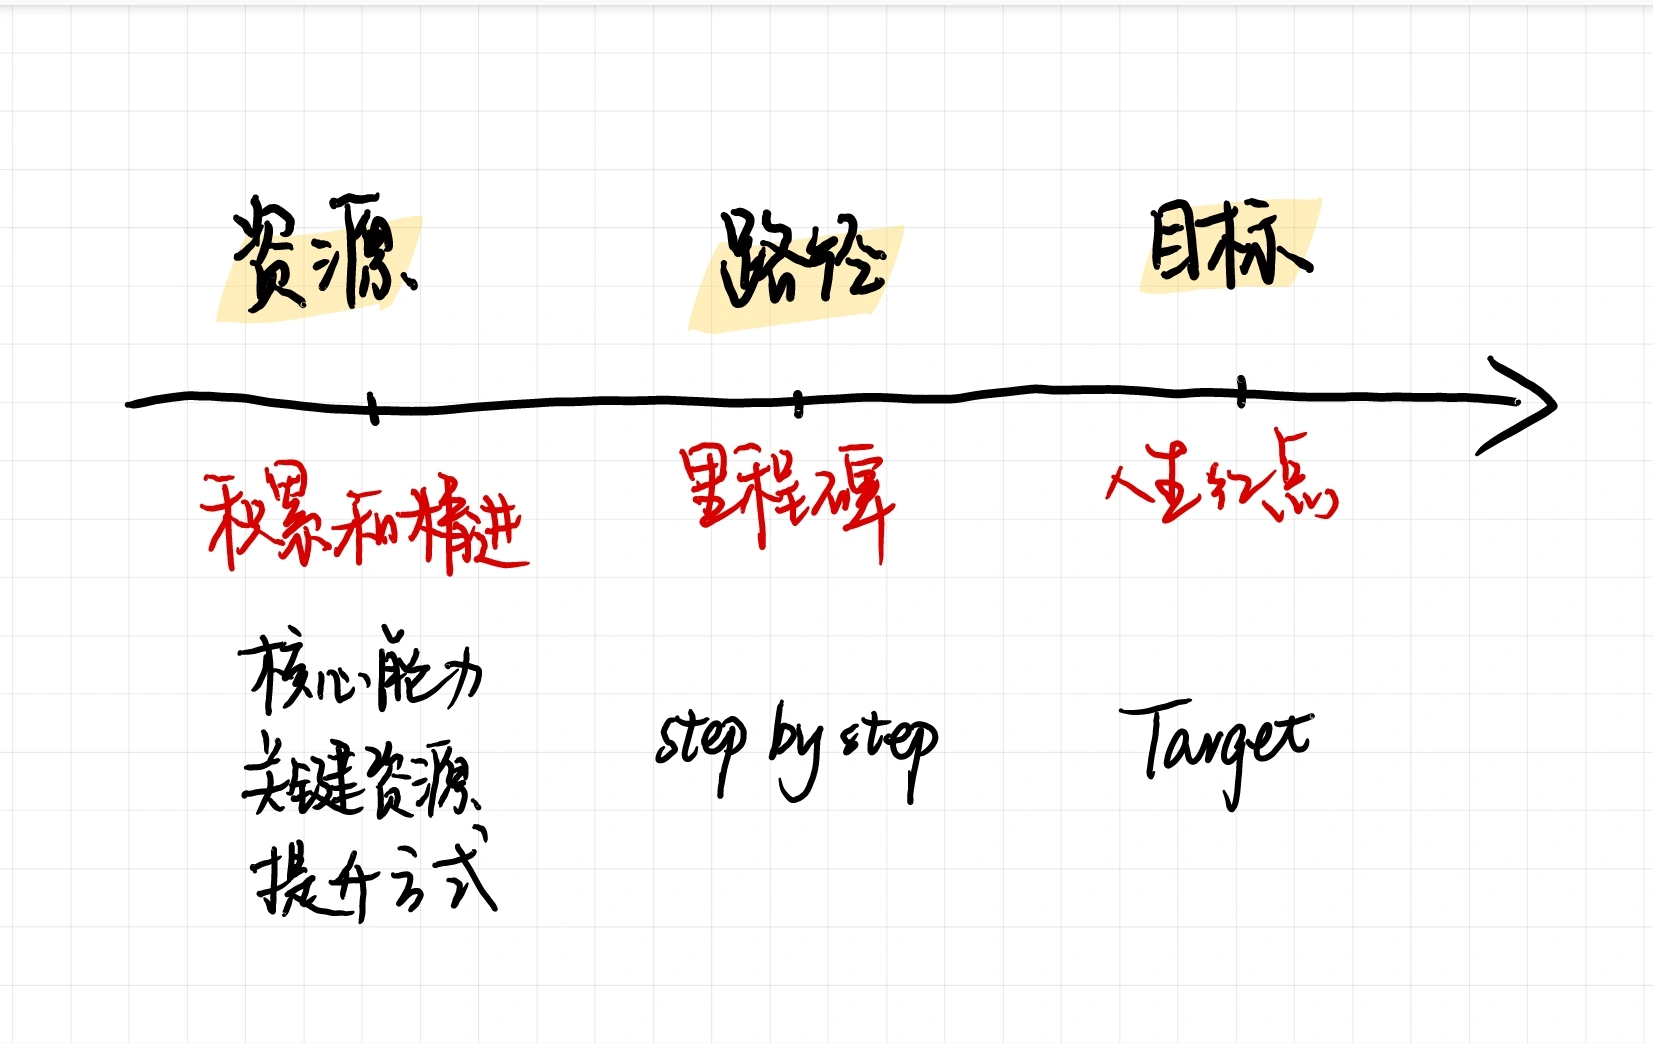 资源 路径 目标
积累和精进 里程碑 人生终点
核心能力
关键资源
提升方式
step by step
Target